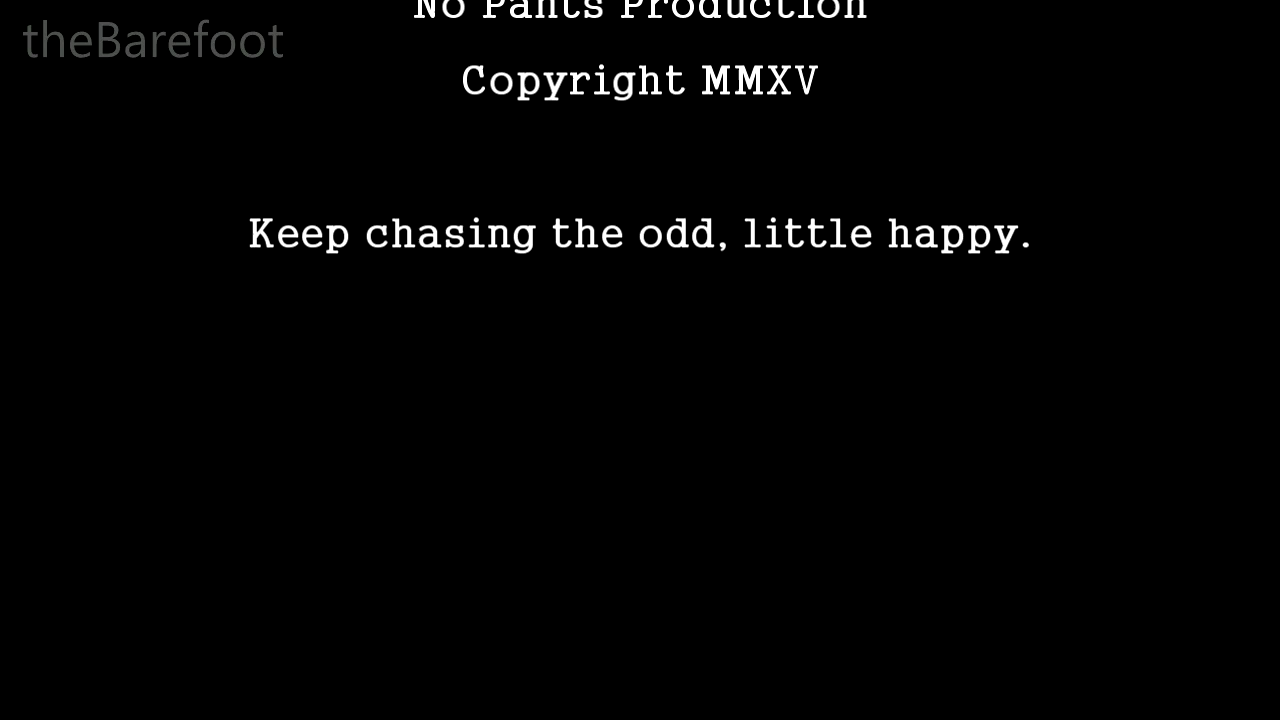 No Pants Production
theBarefoot
Copyright MMXV
Keep chasing the odd, little happy.